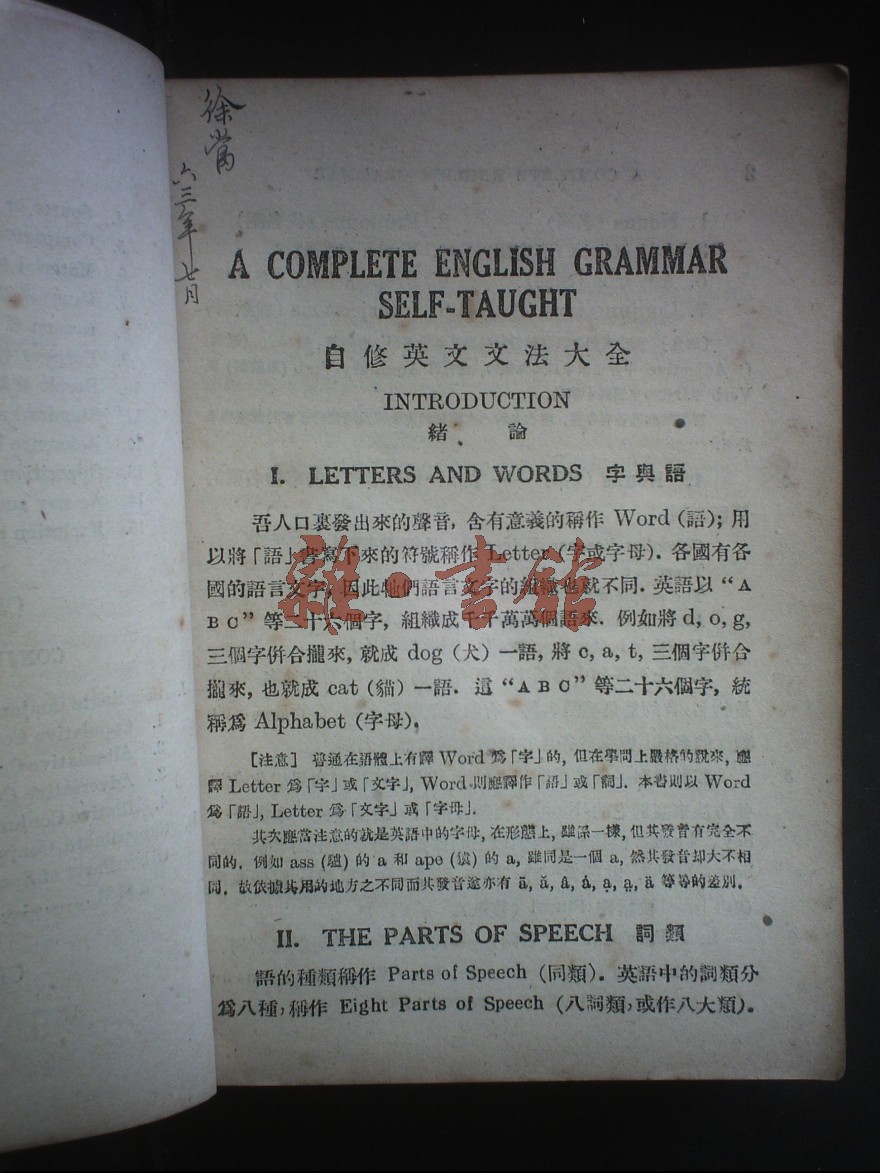 徐
六三年七月
A COMPLETE ENGLISH GRAMMAR
SELF-TAUGHT
自修英文文法大全
INTRODUCTION
緒 論
I. LETTERS AND WORDS 字與語
吾人口裏發出來的聲音, 含有意義的稱作 Word (語); 用
以將「語」書寫下來的符號稱作 Letter (字或字母). 各國有各
國的語言文字, 因此牠們語言文字的組織也就不同. 英語以 “A
B C” 等二十六個字, 組織成千千萬萬個語來. 例如將 d, o, g,
三個字併合攏來, 就成 dog (犬) 一語, 將 c, a, t, 三個字併合
攏來, 也就成 cat (貓) 一語. 這 “A B C” 等二十六個字, 統
稱爲 Alphabet (字母).
[注意] 普通在語體上有譯 Word 爲「字」的, 但在學問上嚴格的說來, 應
譯 Letter 爲「字」或「文字」, Word 則應譯作「語」或「詞」. 本書則以 Word
爲「語」, Letter 爲「文字」或「字母」.
其次應當注意的就是英語中的字母, 在形態上, 雖係一樣, 但其發音有完全不
同的. 例如 ass (驢) 的 a 和 ape (猿) 的 a, 雖同是一個 a, 然其發音却大不相
同. 故依據其用的地方之不同而其發音遂亦有 ā, ă, â, á, ạ, a̤, ä 等等的差別.
II. THE PARTS OF SPEECH 詞類
語的種類稱作 Parts of Speech (同類). 英語中的詞類分
爲八種, 稱作 Eight Parts of Speech (八詞類, 或作八大類).
雜·書館